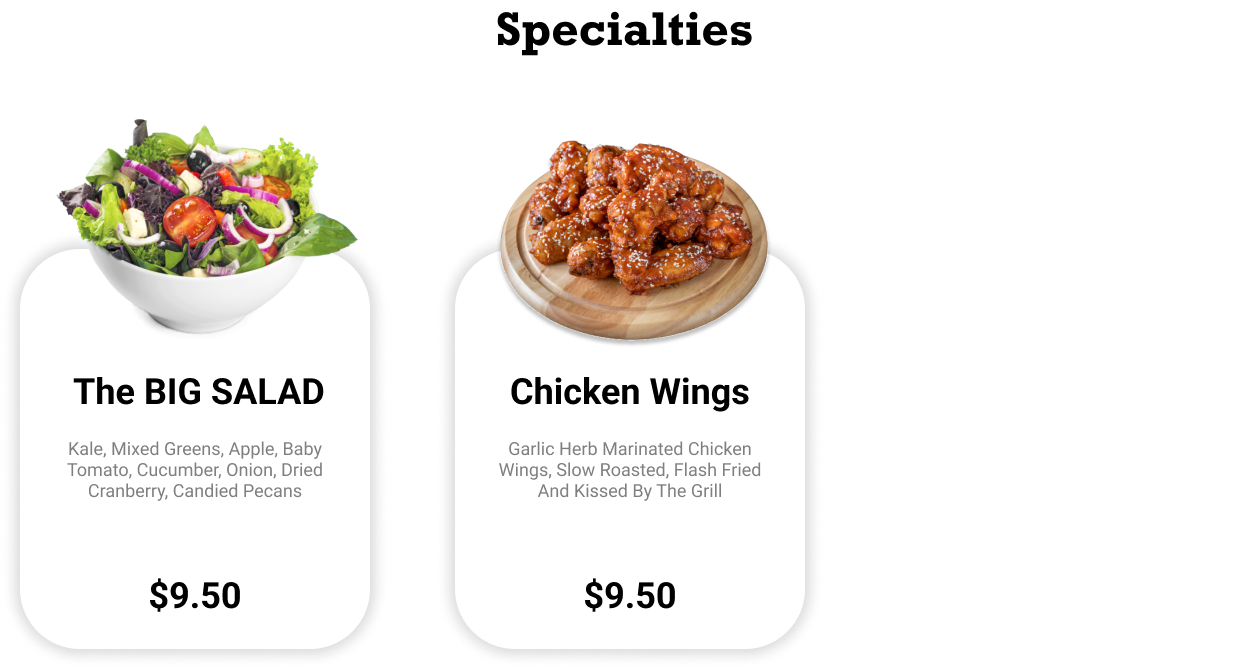 Specialties
The BIG SALAD
Kale, Mixed Greens, Apple, Baby
Tomato, Cucumber, Onion, Dried
Cranberry, Candied Pecans
$9.50
Chicken Wings
Garlic Herb Marinated Chicken
Wings, Slow Roasted, Flash Fried
And Kissed By The Grill
$9.50